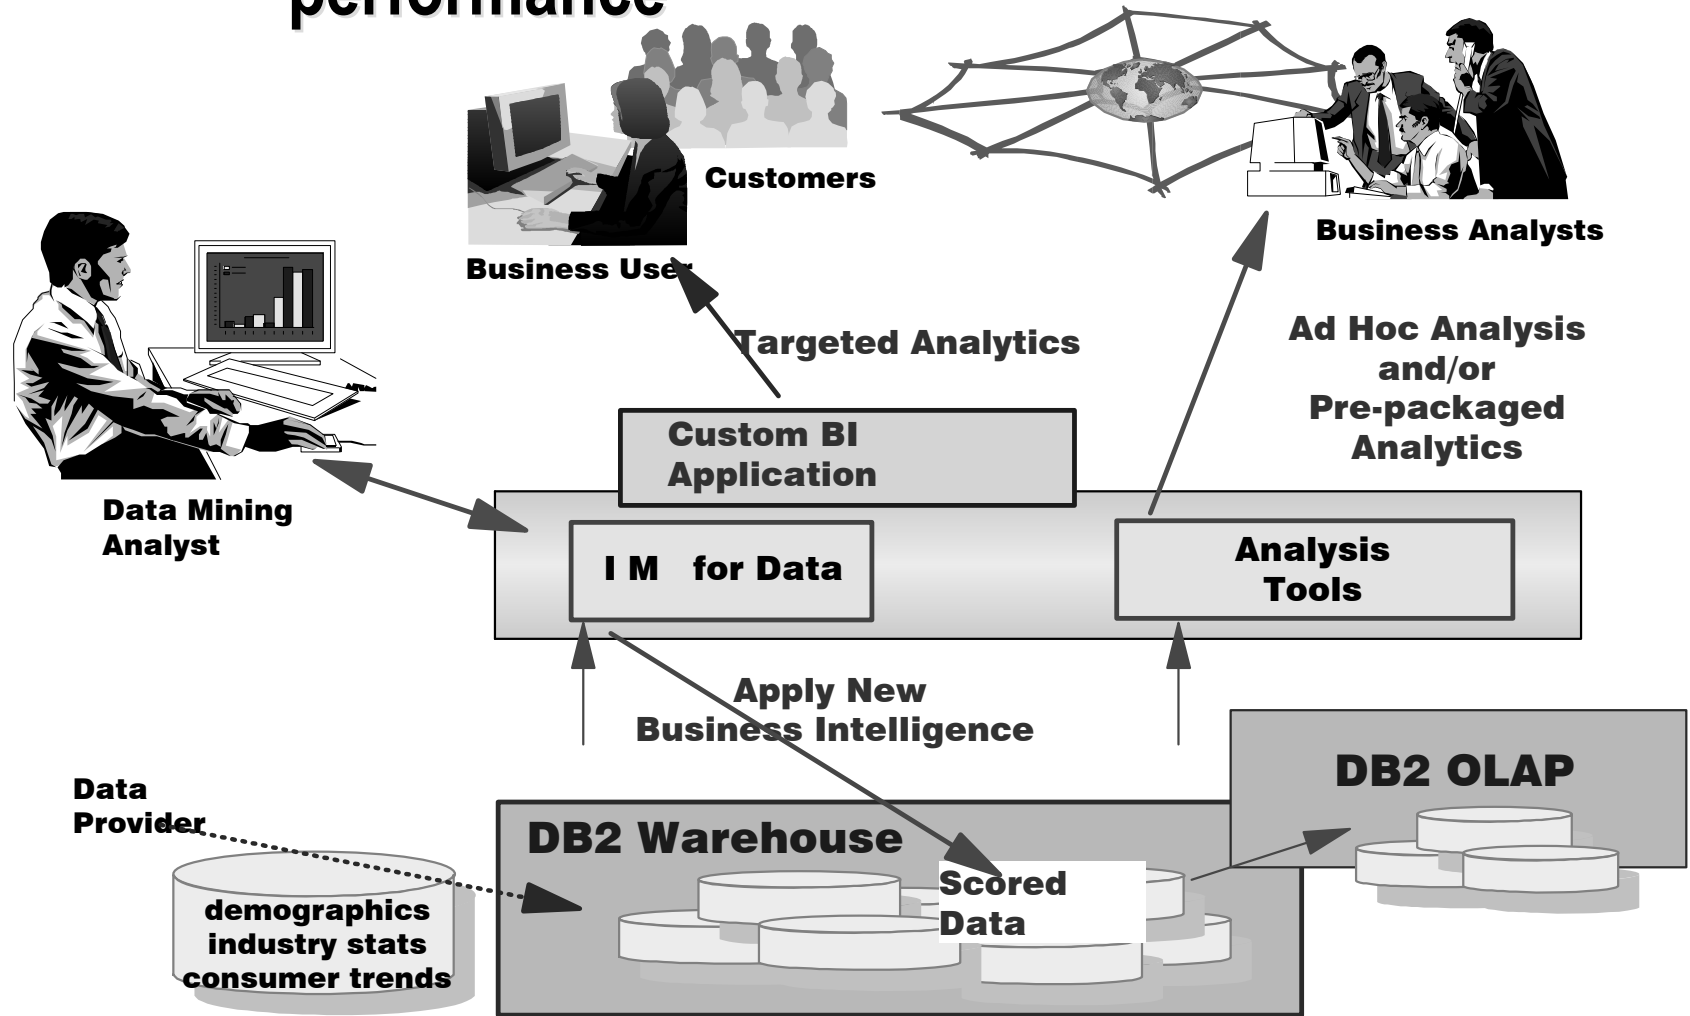 performance
Customers
Business Analysts
Business User
Targeted Analytics
Ad Hoc Analysis
and/or
Pre-packaged
Analytics
Custom BI
Application
Data Mining
Analyst
I M for Data
Analysis
Tools
Apply New
Business Intelligence
DB2 OLAP
Data
Provider
DB2 Warehouse
Scored
Data
demographics
industry stats
consumer trends